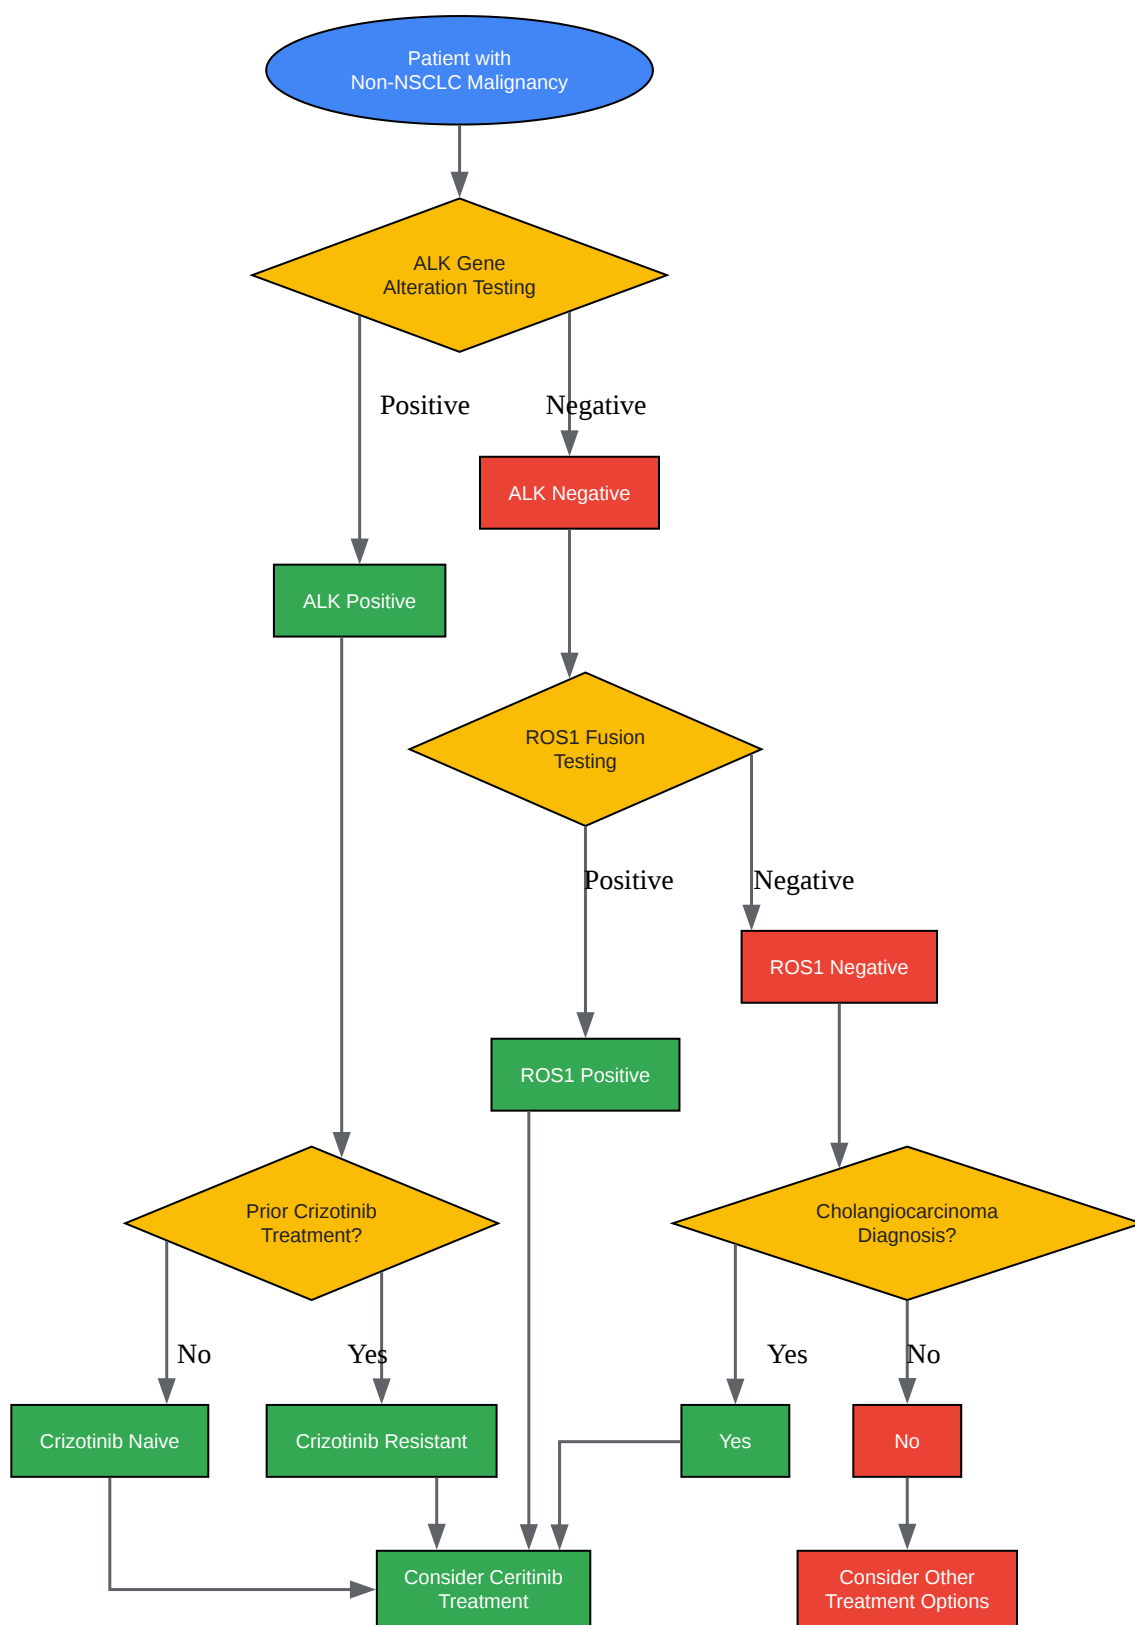 Patient with
Non-NSCLC Malignancy
ALK Gene
Alteration Testing
Positive
Negative
ALK Negative
ALK Positive
ROS1 Fusion
Testing
Positive
Negative
ROS1 Negative
ROS1 Positive
Prior Crizotinib
Treatment?
Cholangiocarcinoma
Diagnosis?
No
Yes
Yes
No
Crizotinib Naive
Crizotinib Resistant
Yes
No
Consider Ceritinib
Treatment
Consider Other
Treatment Options